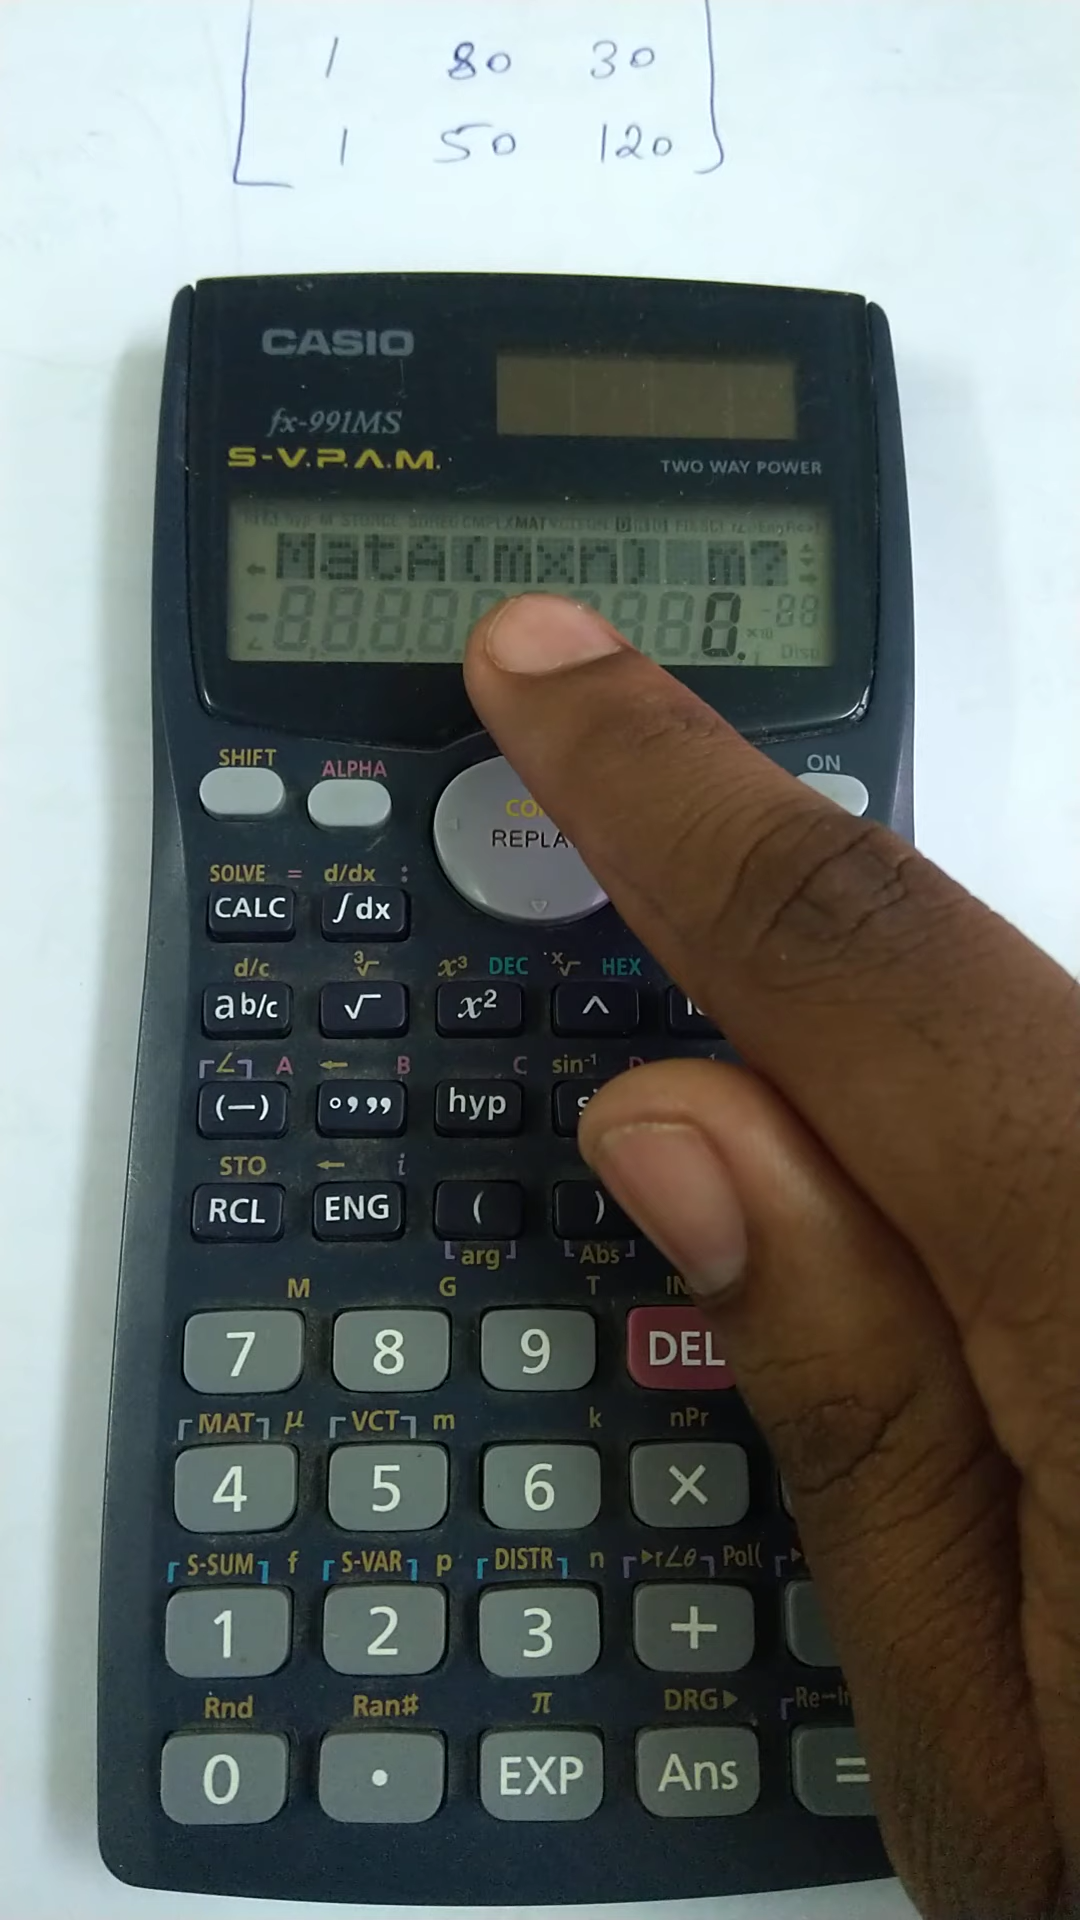 1 80 30
1 50 120
CASIO
fx-991MS
S-V.P.A.M.
TWO WAY POWER
MatA(m×n) m?
0.
SHIFT
ALPHA
ON
REPLA
SOLVE = d/dx :
CALC ∫dx
d/c ³√ x³ DEC ˣ√ HEX
a b/c √ x² ^
∠ A ← B C sin⁻¹ D
(−) ° ’ ” hyp
STO ← i
RCL ENG ( )
arg Abs
M G T
7 8 9 DEL
MAT μ VCT m k nPr
4 5 6 ×
S-SUM f S-VAR p DISTR n ▶r∠θ Pol(
1 2 3 +
Rnd Ran# π DRG▶
0 . EXP Ans =